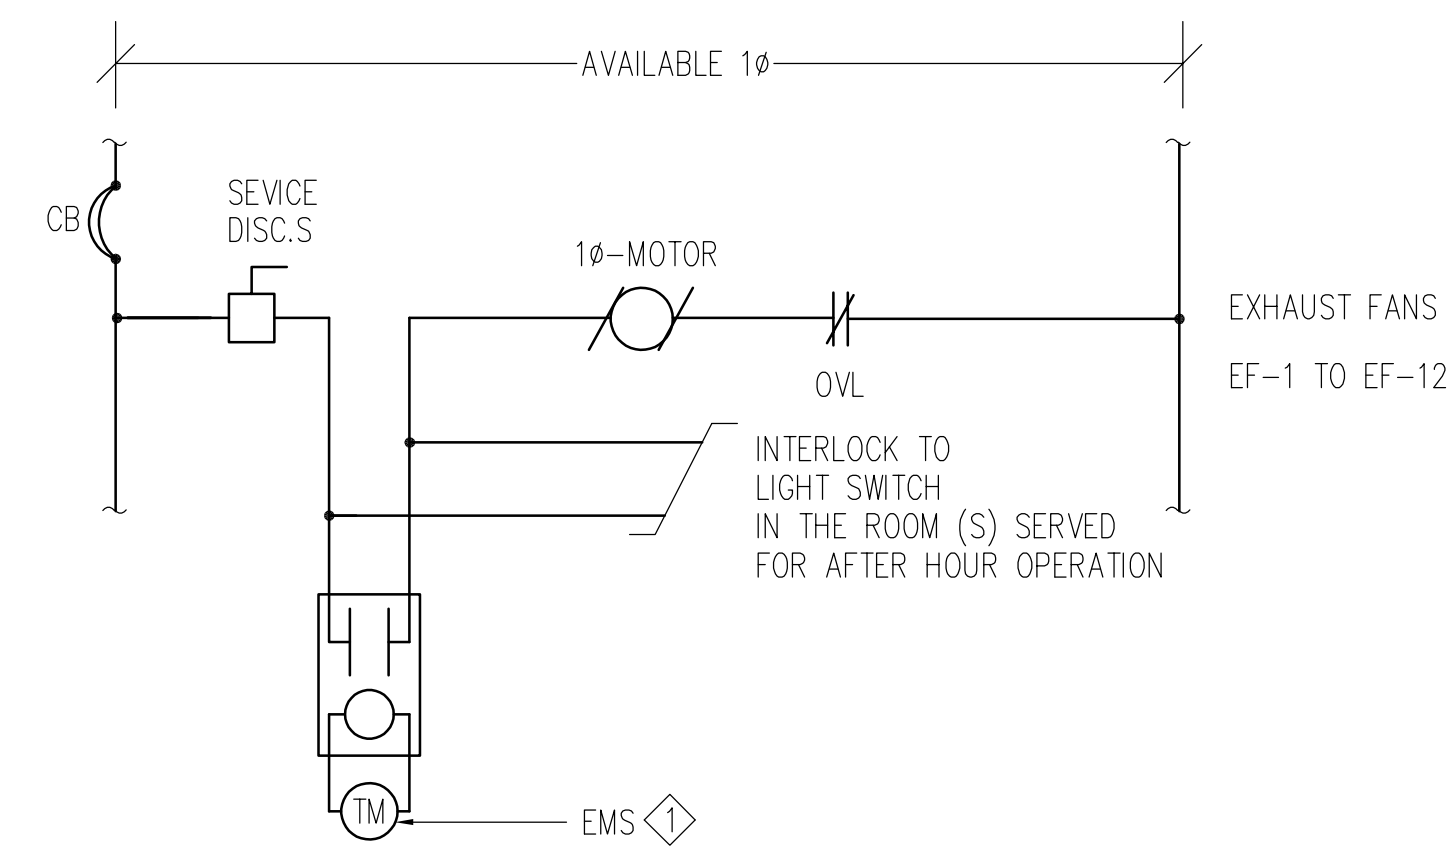 AVAILABLE 1ø
CB
SEVICE
DISC.S
1ø-MOTOR
OVL
EXHAUST FANS
EF-1 TO EF-12
INTERLOCK TO
LIGHT SWITCH
IN THE ROOM (S) SERVED
FOR AFTER HOUR OPERATION
TM
EMS 1